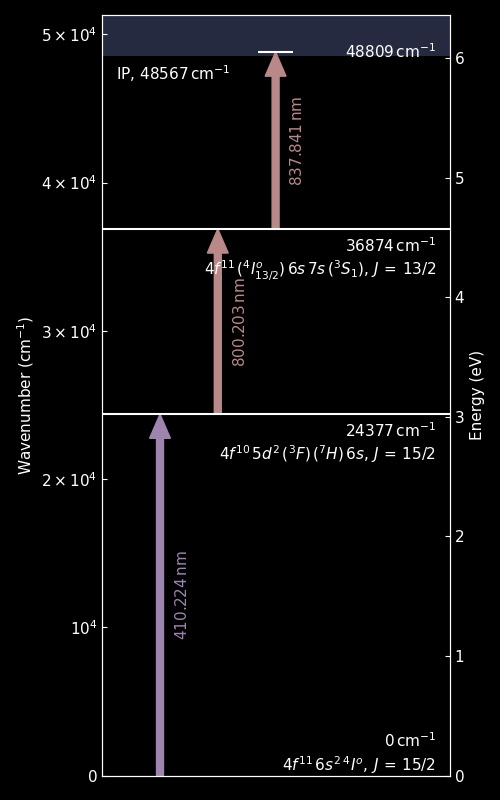 5 × 10⁴
4 × 10⁴
3 × 10⁴
2 × 10⁴
10⁴
0
Wavenumber (cm⁻¹)
IP, 48567 cm⁻¹
48809 cm⁻¹
837.841 nm
36874 cm⁻¹
4f¹¹ (⁴I°₁₃/₂) 6s 7s (³S₁), J = 13/2
800.203 nm
24377 cm⁻¹
4f¹⁰ 5d² (³F) (⁷H) 6s, J = 15/2
410.224 nm
0 cm⁻¹
4f¹¹ 6s² ⁴I°, J = 15/2
6
5
4
3
2
1
0
Energy (eV)